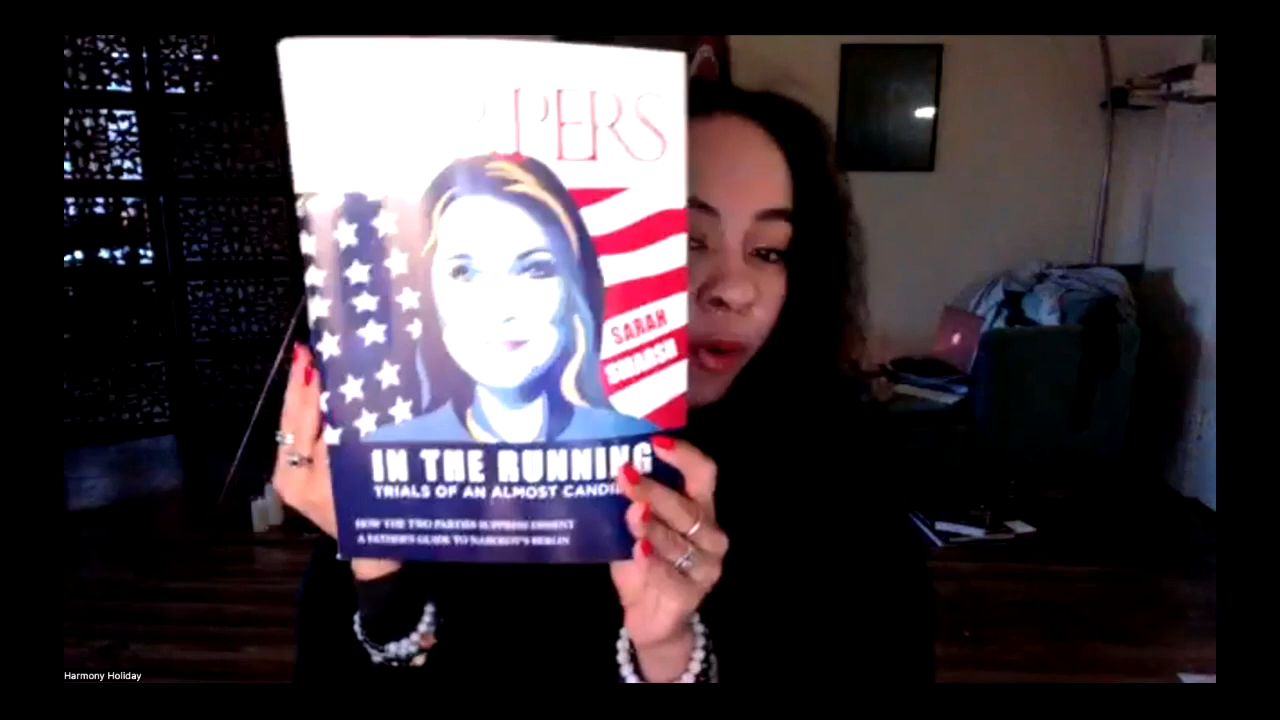 PERS
SARAH
SMARSH
IN THE RUNNING
TRIALS OF AN ALMOST CANDI
HOW THE TWO PARTIES SUPPRESS DISSENT
A FATHER'S GUIDE TO NABOKOV'S BERLIN
Harmony Holiday